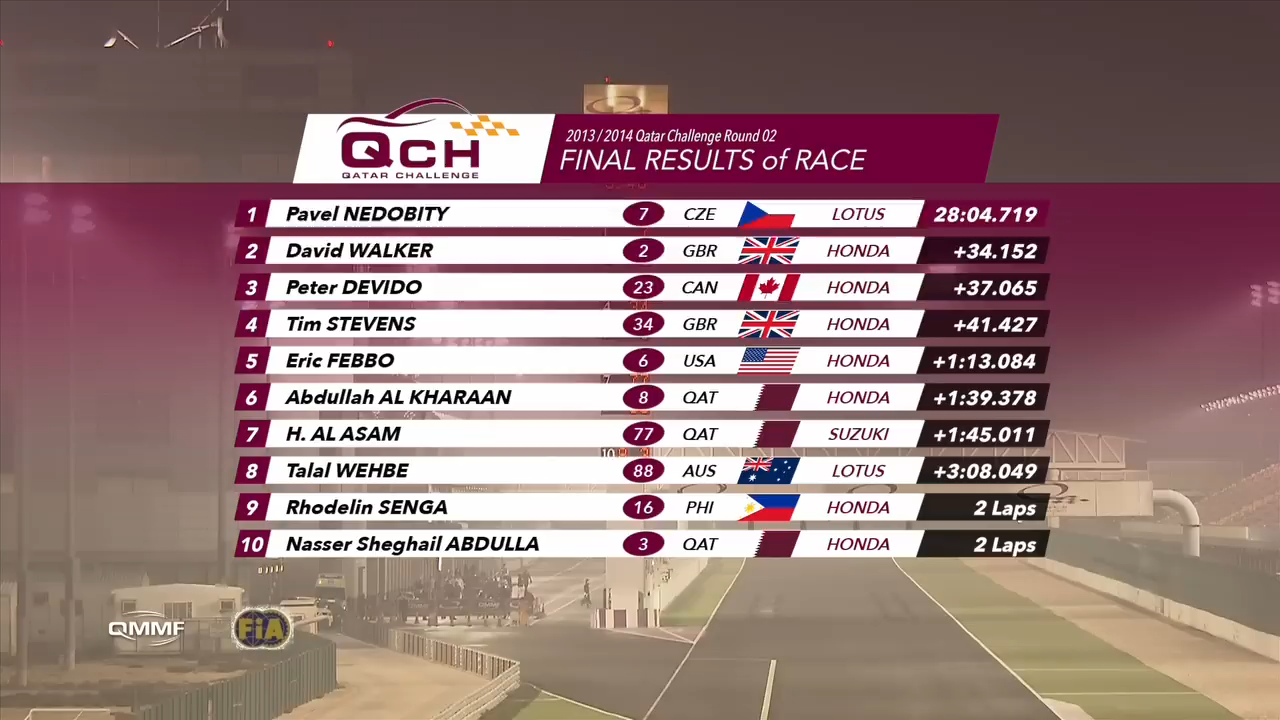 QCH
QATAR CHALLENGE
2013 / 2014 Qatar Challenge Round 02
FINAL RESULTS of RACE
1 Pavel NEDOBITY 7 CZE LOTUS 28:04.719
2 David WALKER 2 GBR HONDA +34.152
3 Peter DEVIDO 23 CAN HONDA +37.065
4 Tim STEVENS 34 GBR HONDA +41.427
5 Eric FEBBO 6 USA HONDA +1:13.084
6 Abdullah AL KHARAAN 8 QAT HONDA +1:39.378
7 H. AL ASAM 77 QAT SUZUKI +1:45.011
8 Talal WEHBE 88 AUS LOTUS +3:08.049
9 Rhodelin SENGA 16 PHI HONDA 2 Laps
10 Nasser Sheghail ABDULLA 3 QAT HONDA 2 Laps
QMMF
FiA